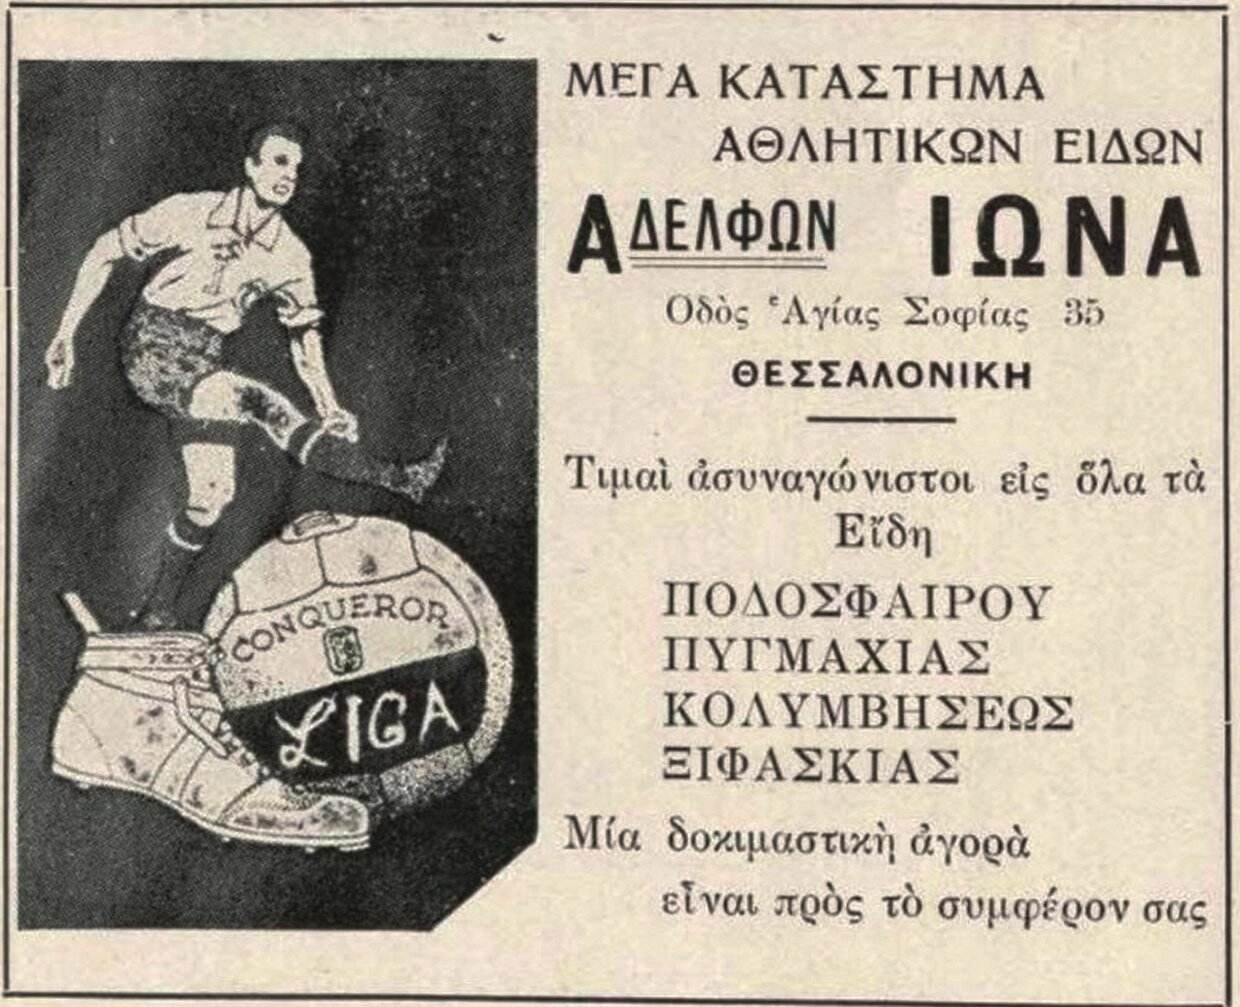 ΜΕΓΑ ΚΑΤΑΣΤΗΜΑ
ΑΘΛΗΤΙΚΩΝ ΕΙΔΩΝ
ΑΔΕΛΦΩΝ ΙΩΝΑ
Ὁδὸς Ἁγίας Σοφίας 35
ΘΕΣΣΑΛΟΝΙΚΗ
Τιμαὶ ἀσυναγώνιστοι εἰς ὅλα τὰ
Εἴδη
ΠΟΔΟΣΦΑΙΡΟΥ
ΠΥΓΜΑΧΙΑΣ
ΚΟΛΥΜΒΗΣΕΩΣ
ΞΙΦΑΣΚΙΑΣ
Μία δοκιμαστικὴ ἀγορὰ
εἶναι πρὸς τὸ συμφέρον σας
CONQUEROR
LIGA